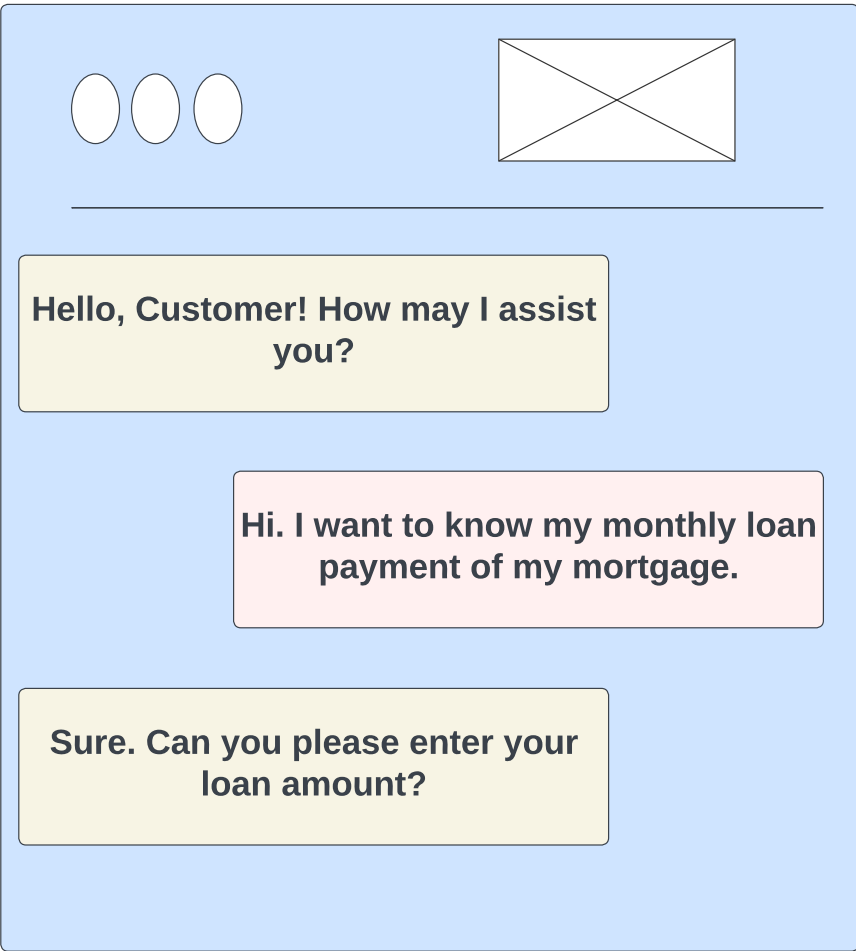 Hello, Customer! How may I assist
you?
Hi. I want to know my monthly loan
payment of my mortgage.
Sure. Can you please enter your
loan amount?